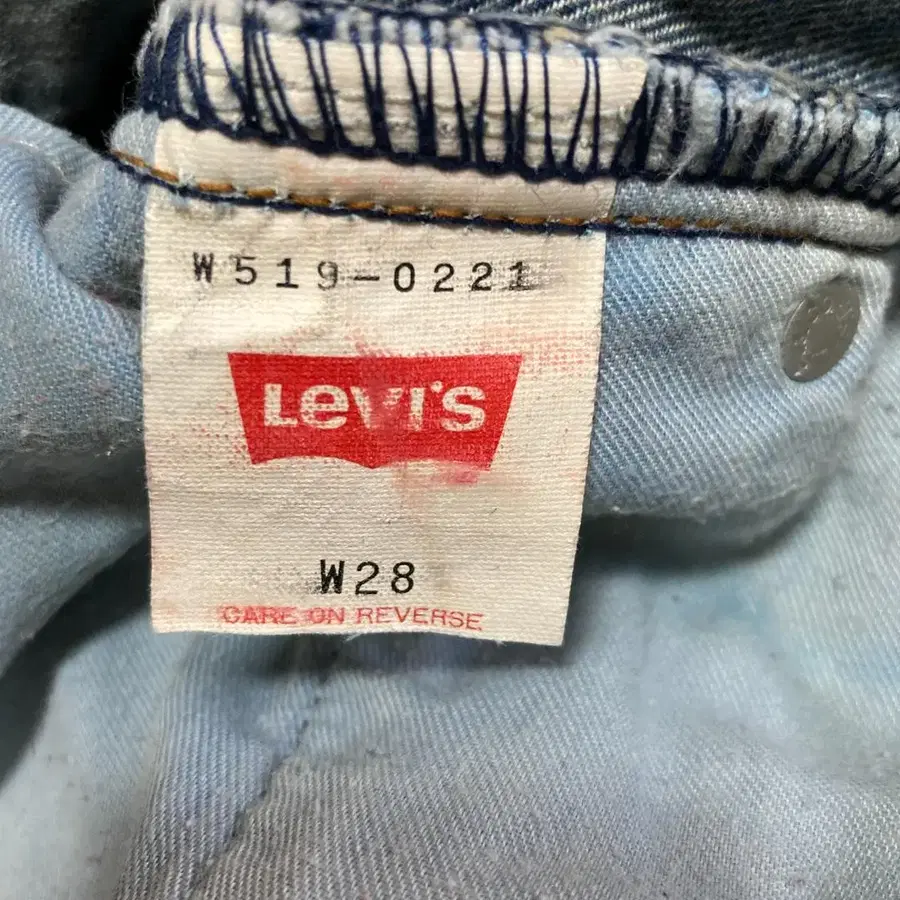 W519-0221
Levi's
W28
CARE ON REVERSE